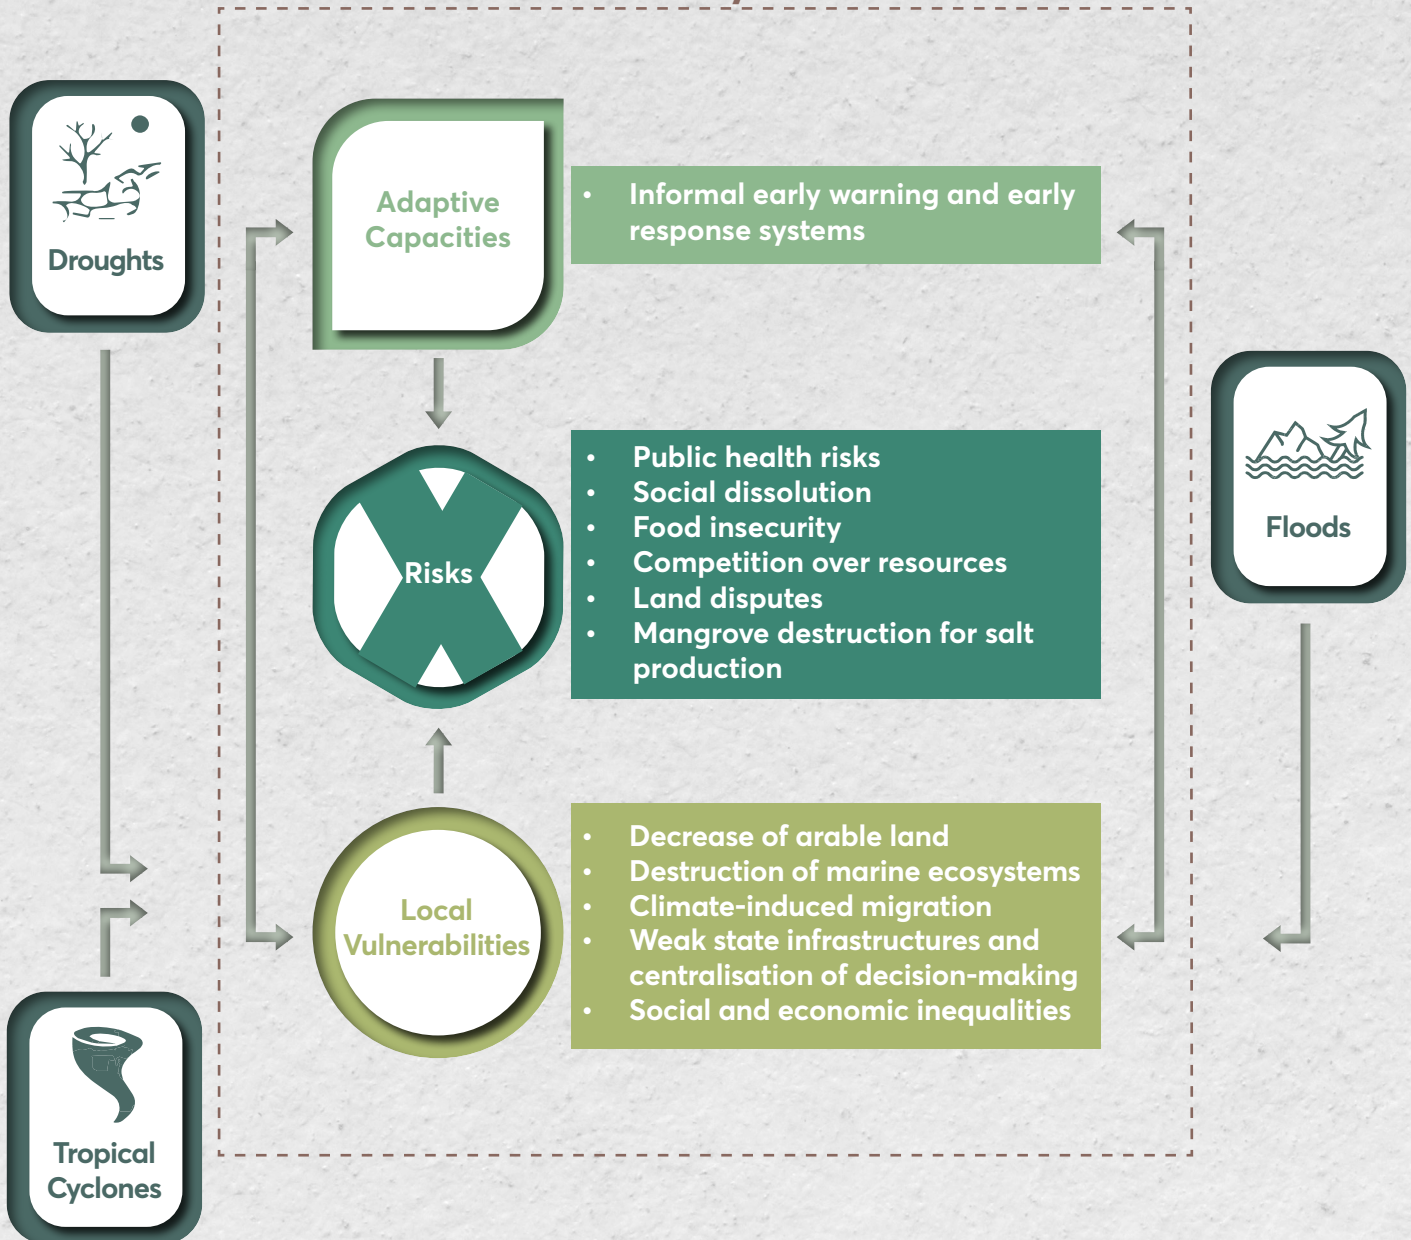 Droughts
Adaptive
Capacities
• Informal early warning and early
response systems
Risks
• Public health risks
• Social dissolution
• Food insecurity
• Competition over resources
• Land disputes
• Mangrove destruction for salt
production
Floods
Local
Vulnerabilities
• Decrease of arable land
• Destruction of marine ecosystems
• Climate-induced migration
• Weak state infrastructures and
centralisation of decision-making
• Social and economic inequalities
Tropical
Cyclones